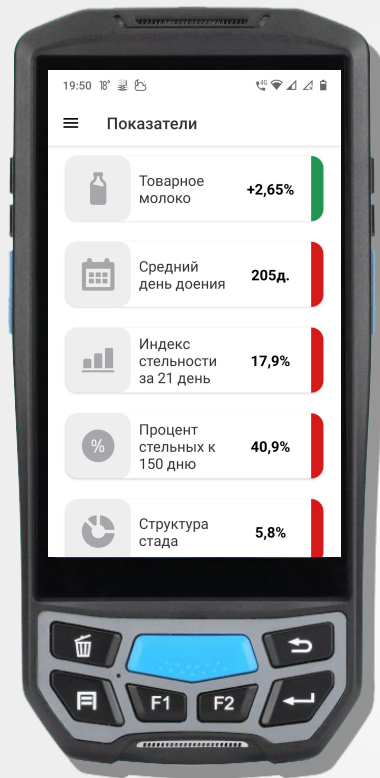 19:50 18°
4G
Показатели
Товарное
молоко
+2,65%
Средний
день доения
205д.
Индекс
стельности
за 21 день
17,9%
%
Процент
стельных к
150 дню
40,9%
Структура
стада
5,8%
F1 F2